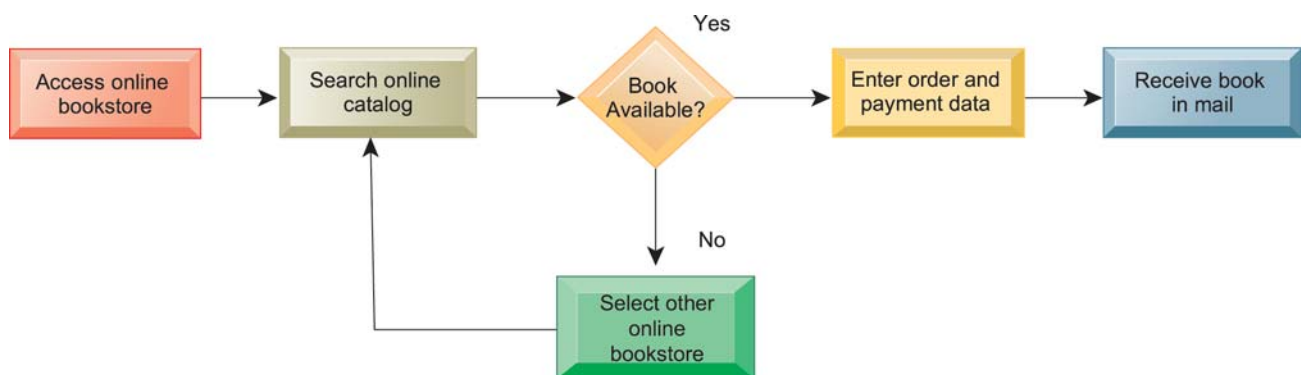 Access online
bookstore
Search online
catalog
Book
Available?
Yes
Enter order and
payment data
Receive book
in mail
No
Select other
online
bookstore